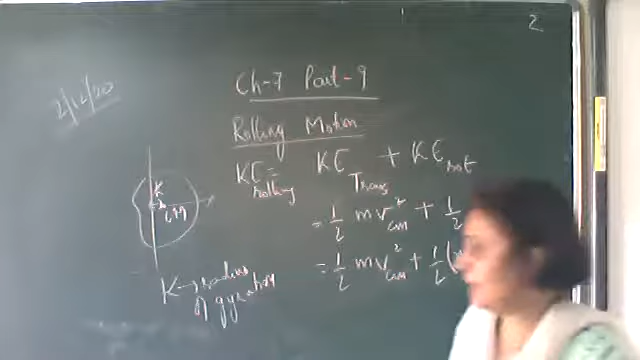 2
Ch-7 Part-9
2/12/20
Rolling Motion
KE rolling = KE Trans + KE rot
= 1/2 mv²cm + 1/2
= 1/2 mv²cm + 1/2 (m
K
K → radius
of gyration